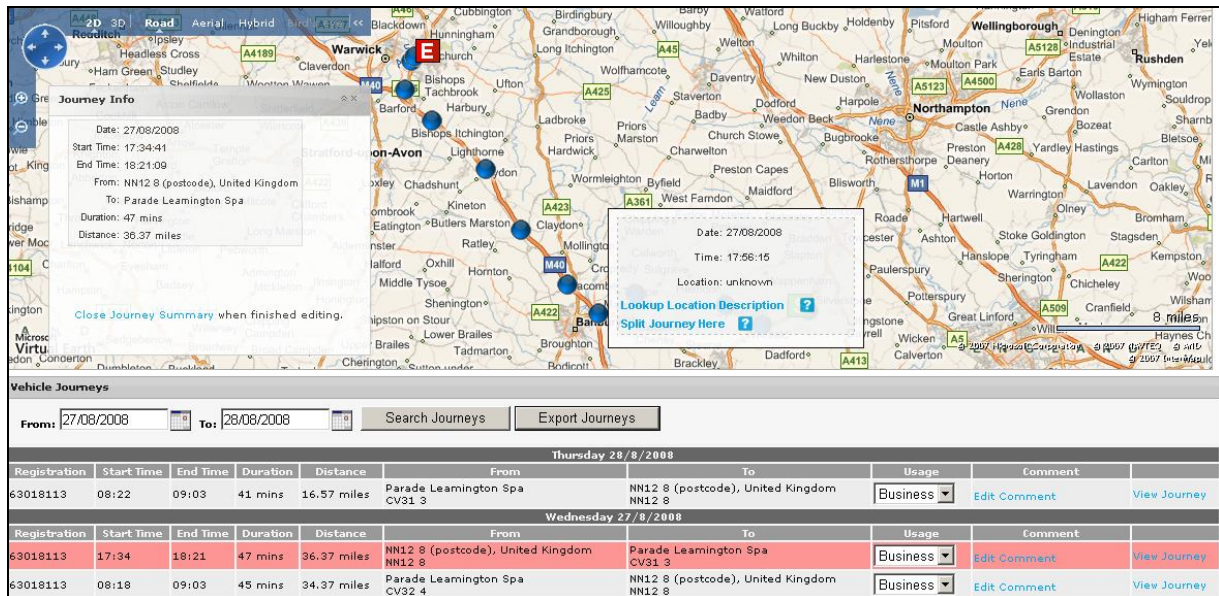 2D 3D Road Aerial Hybrid Bird's <<
Cubbington
Birdingbury
Barby
Watford
Blackdown
Hunningham
Grandborough
Willoughby
Long Buckby
Holdenby
Pitsford
Wellingborough
Denington
Industrial
Estate
Higham Ferrer
Redditch
Ipsley
Headless
Cross
A4189
Warwick
E
Long Itchington
A45
Welton
Whilton
Harlestone
Moulton
Moulton Park
A5128
Rushden
Ham Green
Studley
Claverdon
Wolfhamcote
Daventry
New Duston
Earls Barton
Wymington
Shelfields
Wootton Wawen
M40
Bishops
Tachbrook
Ufton
A425
Leam
Staverton
Dodford
Harpole
A5123
A4500
Wollaston
Souldrop
Barford
Harbury
Ladbroke
Badby
Weedon Beck
Nene
Northampton
Nene
Grendon
Bishops Itchington
Priors
Marston
Church Stowe
Bugbrooke
Castle Ashby
Bozeat
Stratford-upon-Avon
Lighthorne
Priors
Hardwick
Charwelton
Preston
Deanery
A428
Yardley Hastings
Bletsoe
Rothersthorpe
Carlton
Loxley
Chadshunt
Wormleighton
Byfield
Preston Capes
Maidford
Blisworth
M1
Horton
Lavendon
Oakley
Warrington
Kineton
A423
A361
West Farndon
Olney
Butlers Marston
Claydon
Roade
Hartwell
Bromham
Ashton
Stoke Goldington
Stagsden
Ratley
Mollington
Hanslope
Tyringham
A422
Kempston
Oxhill
Hornton
M40
Paulerspury
Sherington
Chicheley
Middle Tysoe
Potterspury
Shenington
A422
Great Linford
A509
Cranfield
Lower Brailes
Broughton
Wicken
A5
Tadmarton
Cherington
Bodicott
Brackley
Dadford
A413
Calverton
8 miles
Journey Info
Date: 27/08/2008
Start Time: 17:34:41
End Time: 18:21:09
From: NN12 8 (postcode), United Kingdom
To: Parade Leamington Spa
Duration: 47 mins
Distance: 36.37 miles
Close Journey Summary when finished editing.
Date: 27/08/2008
Time: 17:56:15
Location: unknown
Lookup Location Description ?
Split Journey Here ?
Vehicle Journeys
From: 27/08/2008 To: 28/08/2008 Search Journeys Export Journeys
Thursday 28/8/2008
Registration Start Time End Time Duration Distance From To Usage Comment
63018113 08:22 09:03 41 mins 16.57 miles Parade Leamington Spa NN12 8 (postcode), United Kingdom Business Edit Comment View Journey
CV31 3 NN12 8
Wednesday 27/8/2008
Registration Start Time End Time Duration Distance From To Usage Comment
63018113 17:34 18:21 47 mins 36.37 miles NN12 8 (postcode), United Kingdom Parade Leamington Spa Business Edit Comment View Journey
NN12 8 CV31 3
63018113 08:18 09:03 45 mins 34.37 miles Parade Leamington Spa NN12 8 (postcode), United Kingdom Business Edit Comment View Journey
CV32 4 NN12 8